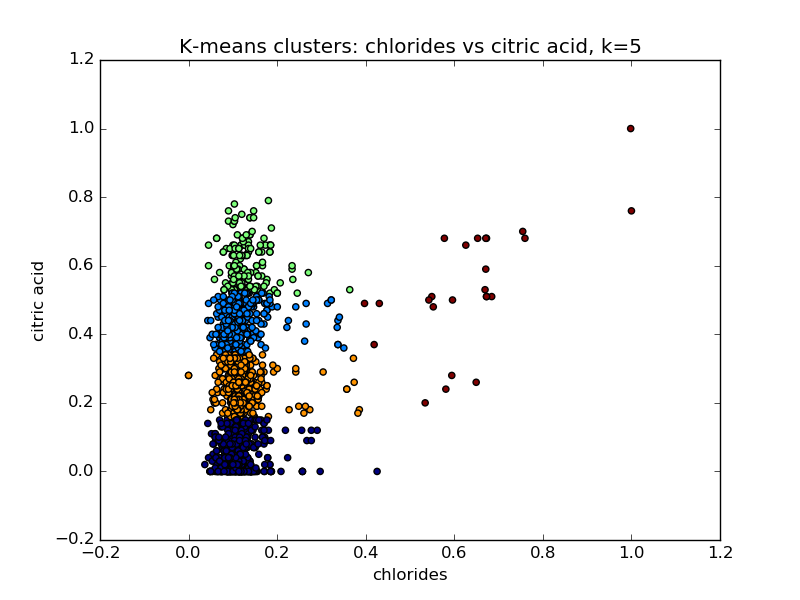 K-means clusters: chlorides vs citric acid, k=5
1.2
1.0
0.8
0.6
0.4
0.2
0.0
−0.2
citric acid
−0.2 0.0 0.2 0.4 0.6 0.8 1.0 1.2
chlorides